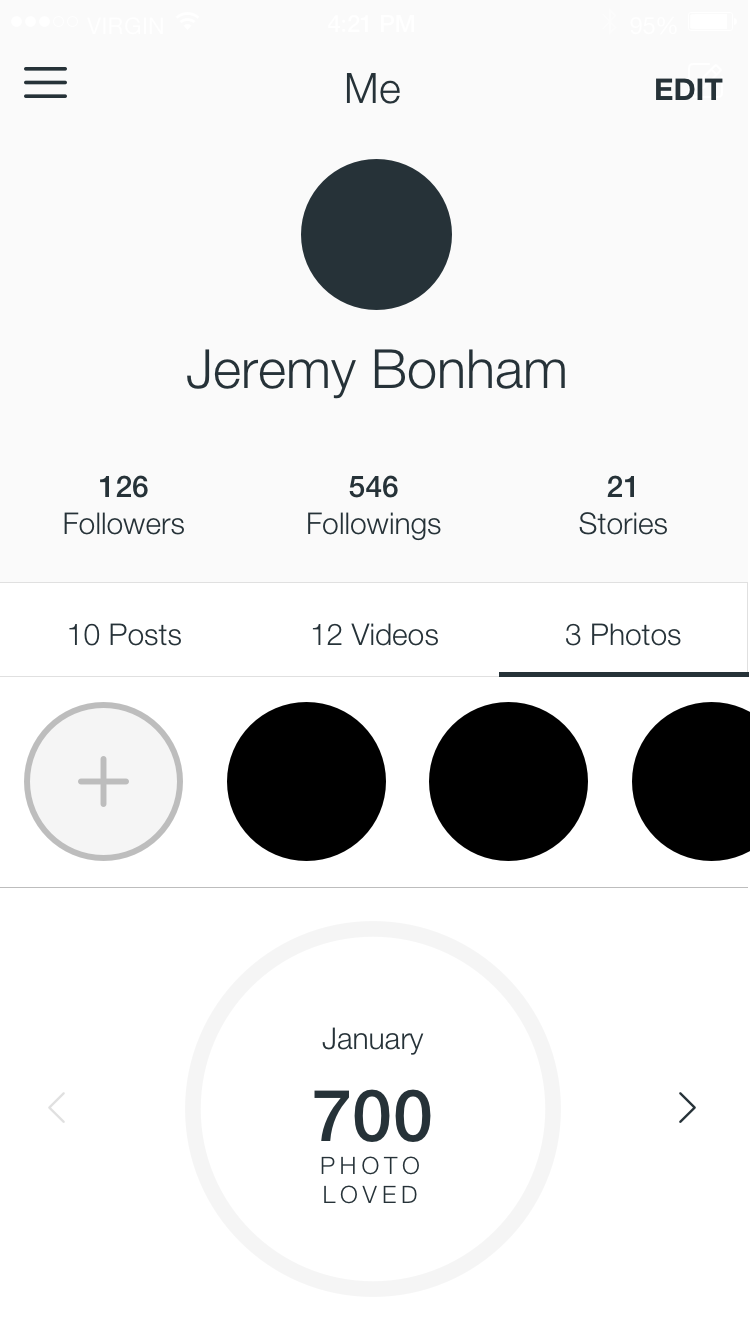 VIRGIN 4:21 PM 95%
Me EDIT
Jeremy Bonham
126 546 21
Followers Followings Stories
10 Posts 12 Videos 3 Photos
January
700
PHOTO
LOVED